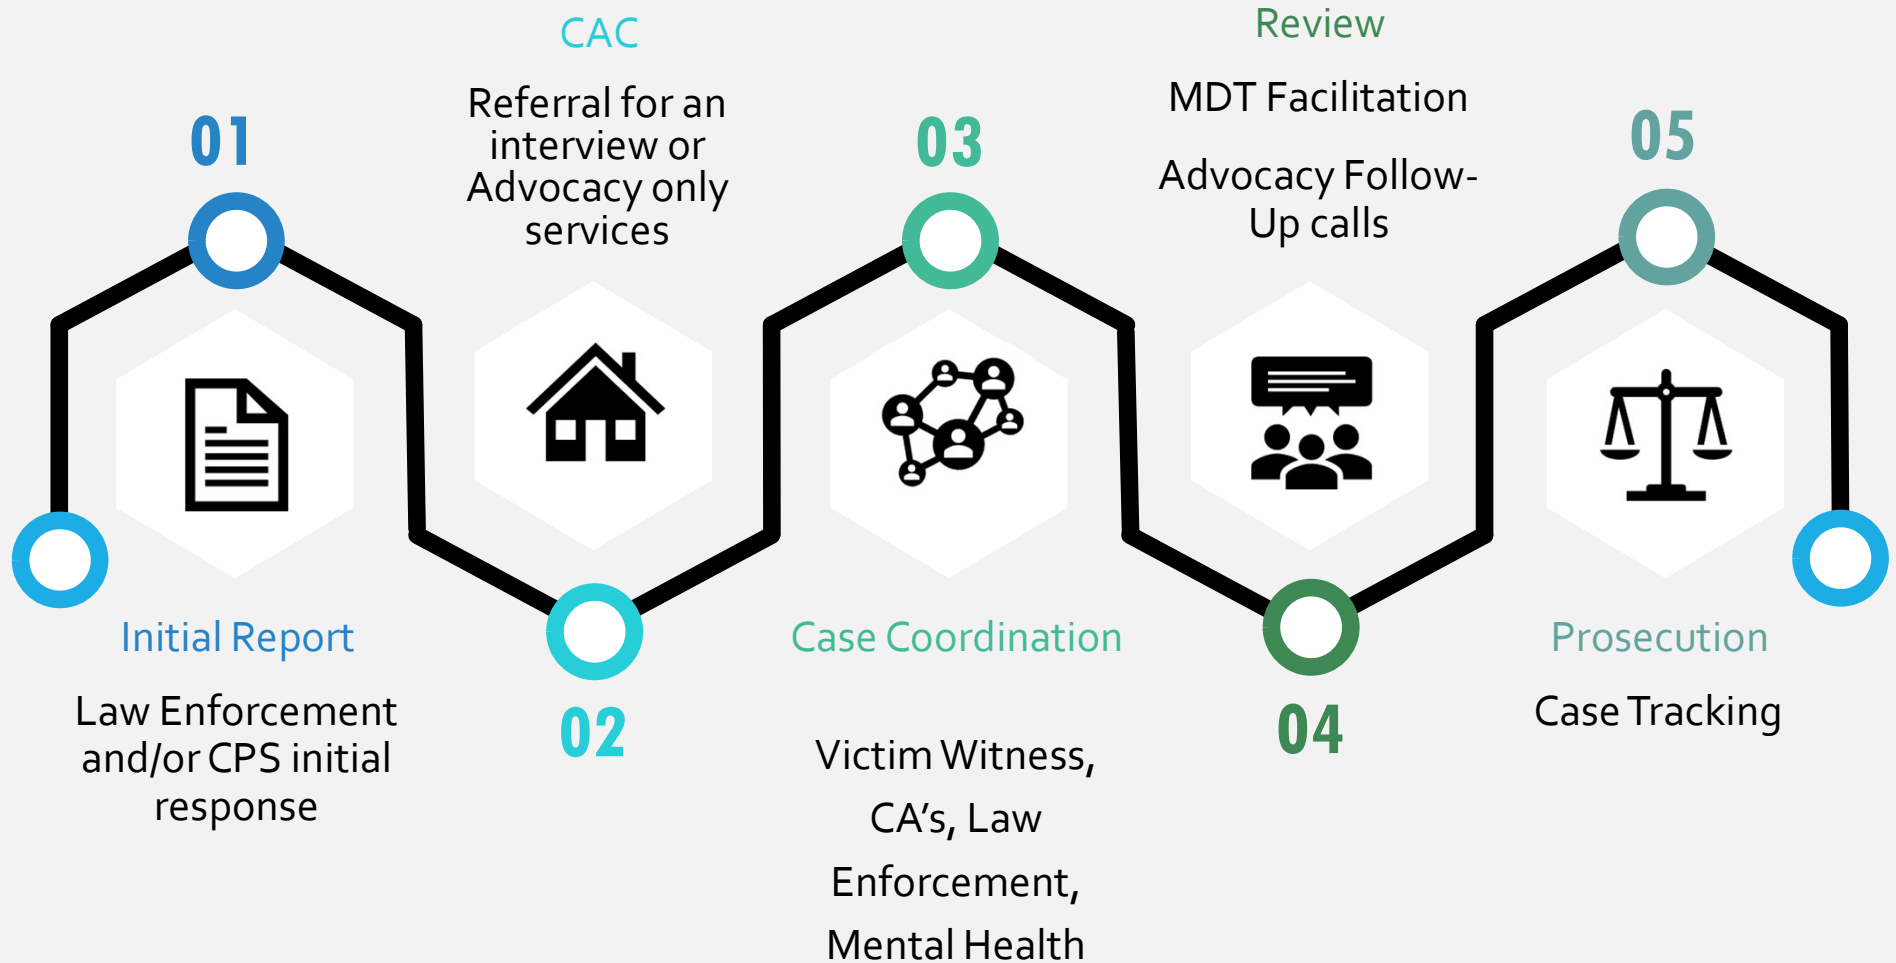 01
Initial Report
Law Enforcement
and/or CPS initial
response
CAC
Referral for an
interview or
Advocacy only
services
02
03
Case Coordination
Victim Witness,
CA’s, Law
Enforcement,
Mental Health
Review
MDT Facilitation
Advocacy Follow-
Up calls
04
05
Prosecution
Case Tracking